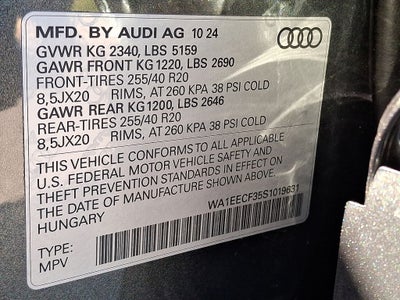 MFD. BY AUDI AG 10 24
GVWR KG 2340, LBS 5159
GAWR FRONT KG 1220, LBS 2690
FRONT-TIRES 255/40 R20
8,5JX20 RIMS, AT 260 KPA 38 PSI COLD
GAWR REAR KG 1200, LBS 2646
REAR-TIRES 255/40 R20
8,5JX20 RIMS, AT 260 KPA 38 PSI COLD
THIS VEHICLE CONFORMS TO ALL APPLICABLE
U.S. FEDERAL MOTOR VEHICLE SAFETY AND
THEFT PREVENTION STANDARDS IN EFFECT ON
THE DATE OF MANUFACTURE SHOWN ABOVE.
HUNGARY
WA1EECF35S1019631
TYPE:
MPV